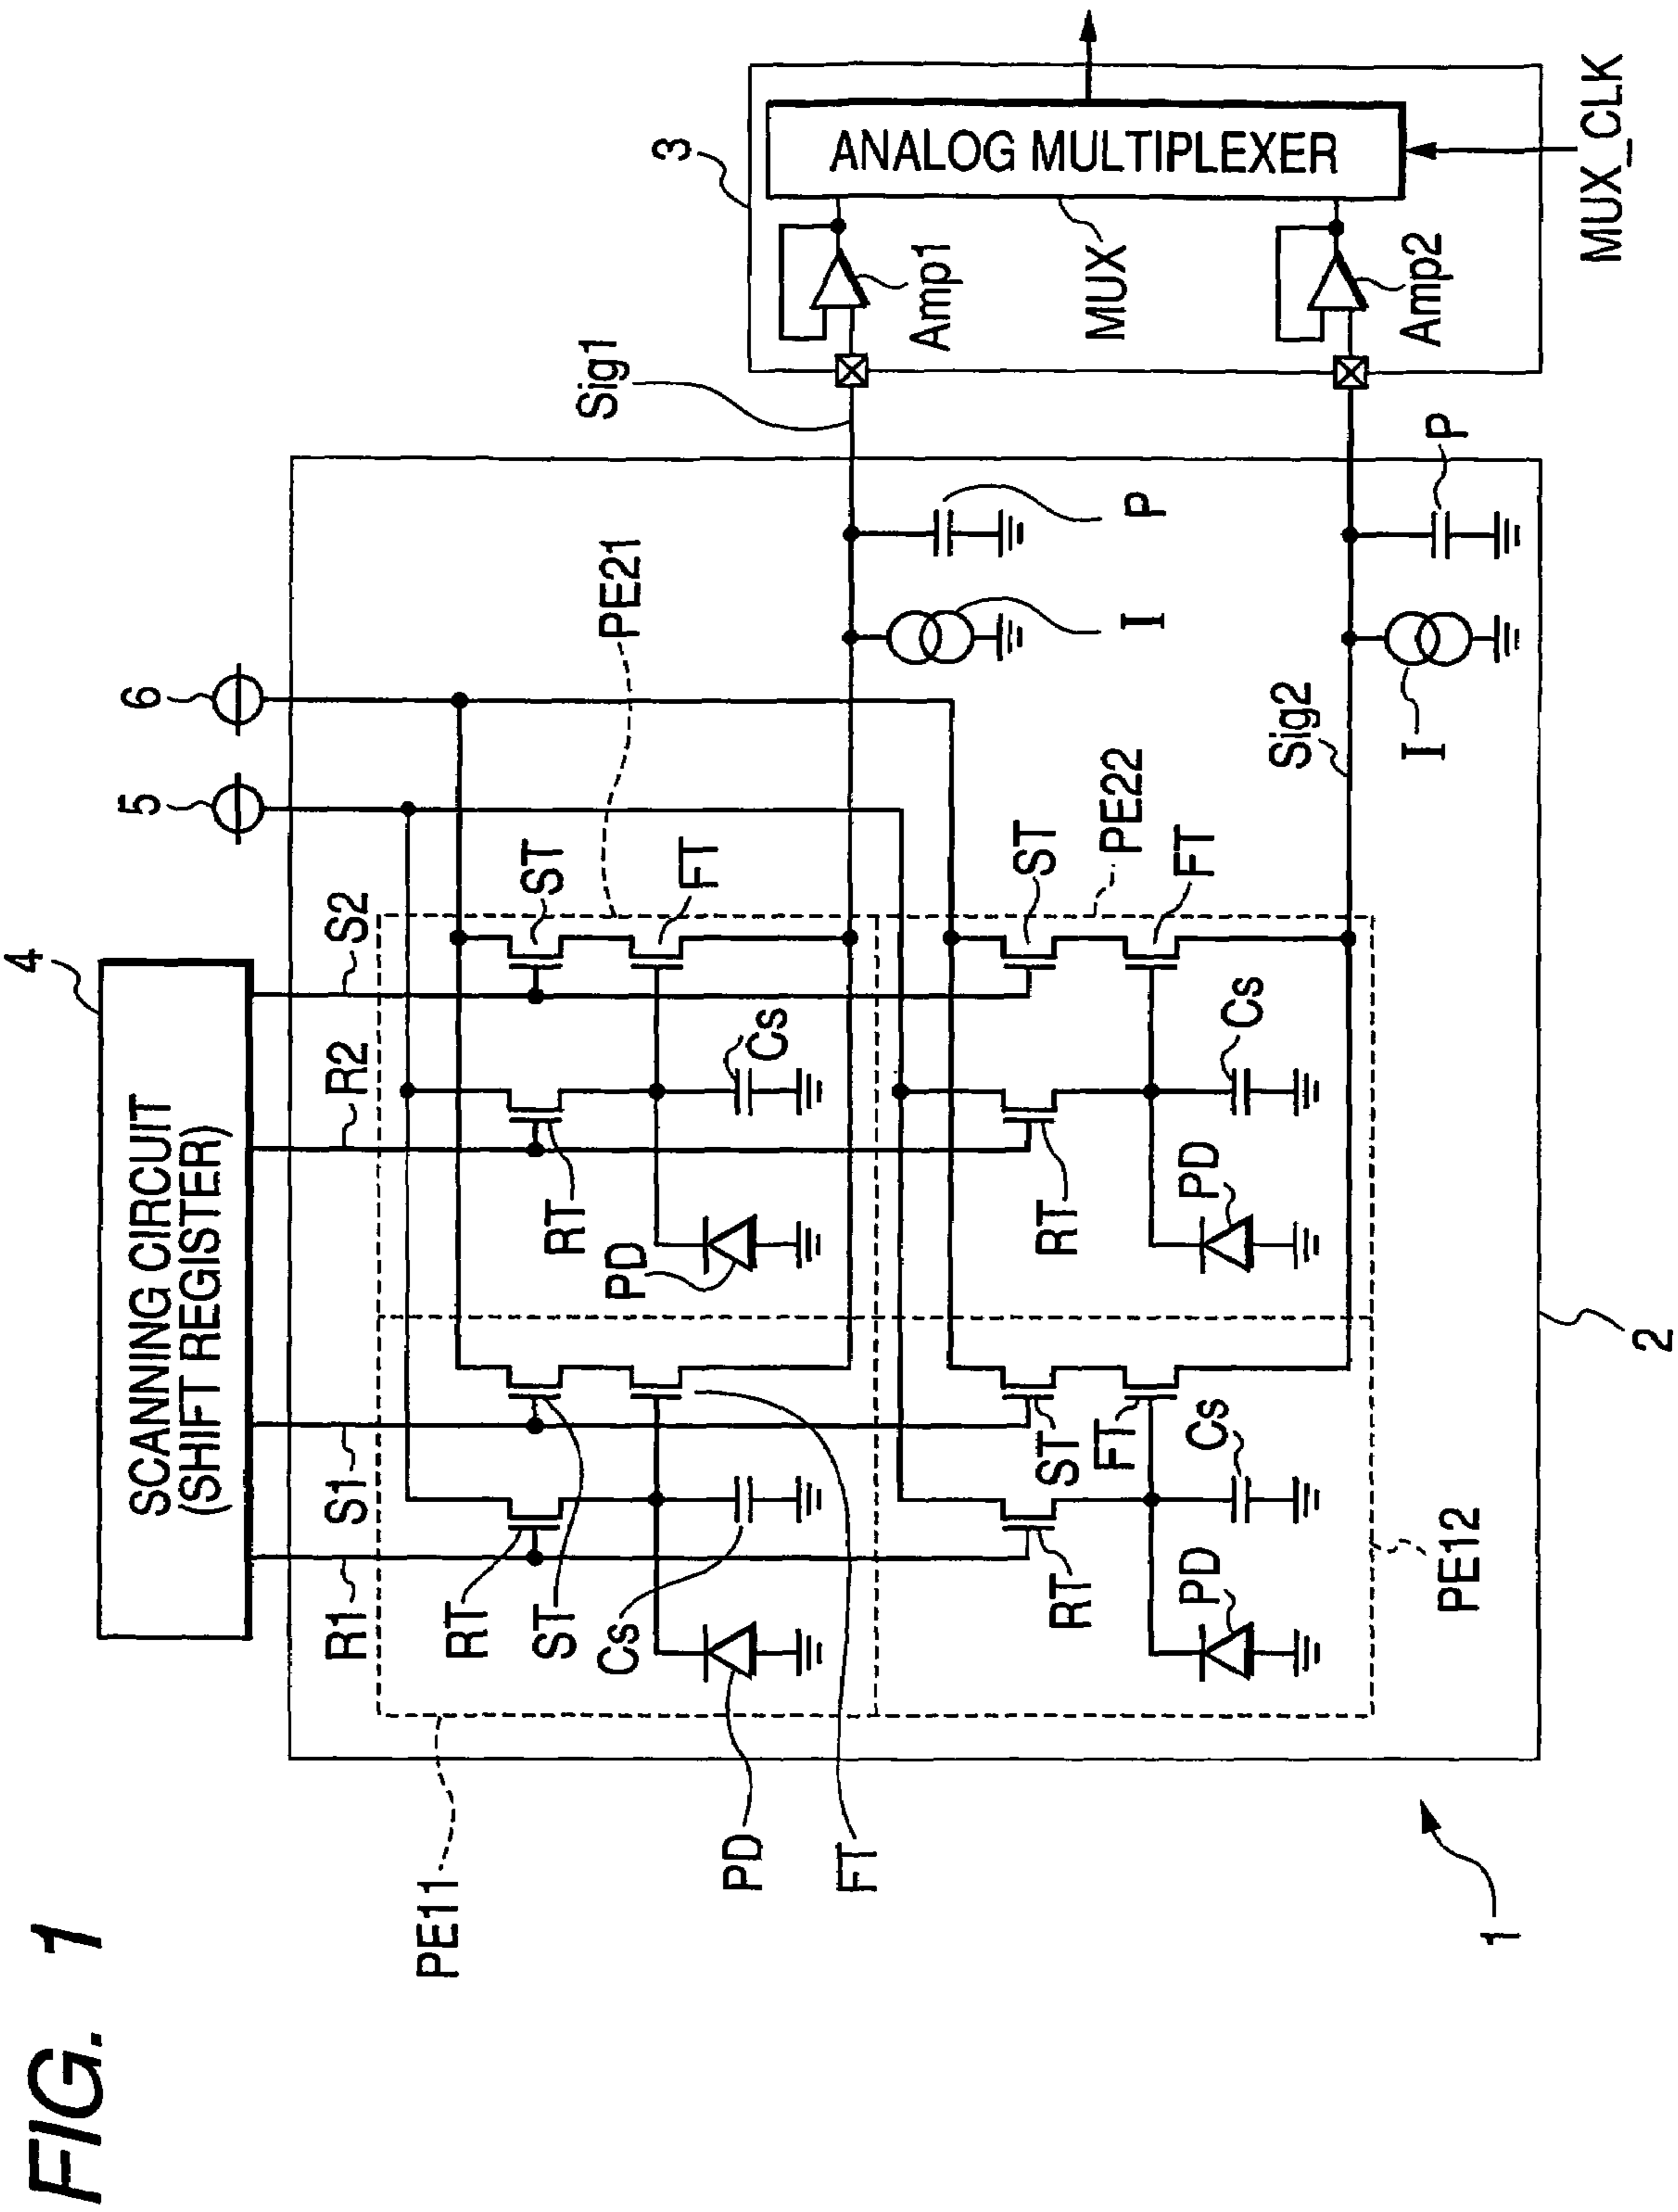 FIG. 1
4
SCANNING CIRCUIT
(SHIFT REGISTER)
R1
S1
R2
S2
5
6
PE11
PE21
RT
ST
Cs
PD
FT
RT
PD
Cs
ST
FT
Sig1
P
I
3
Amp1
ANALOG MULTIPLEXER
MUX
Amp2
MUX_CLK
RT
ST
FT
Cs
PD
PE12
RT
PD
Cs
ST
FT
PE22
Sig2
I
P
2
1